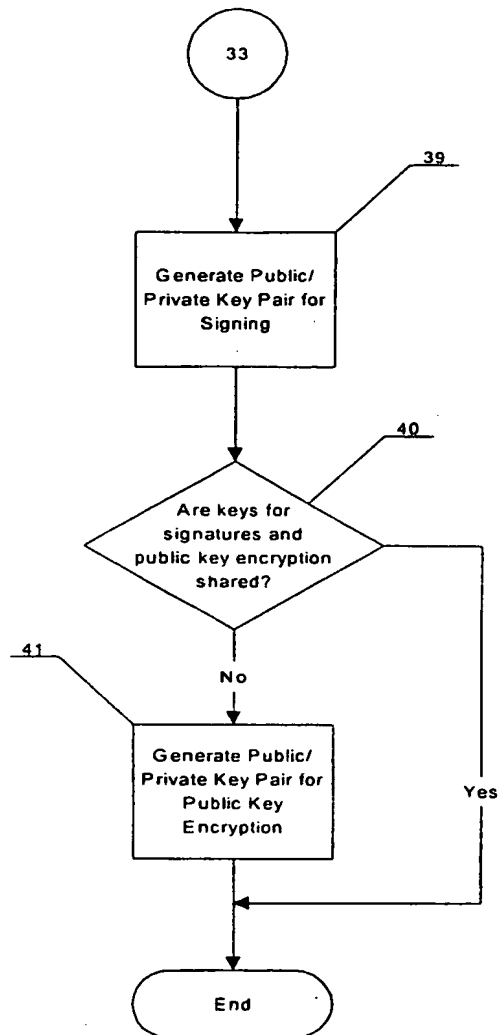 33
39
Generate Public/
Private Key Pair for
Signing
40
Are keys for
signatures and
public key encryption
shared?
41
No
Generate Public/
Private Key Pair for
Public Key
Encryption
Yes
End